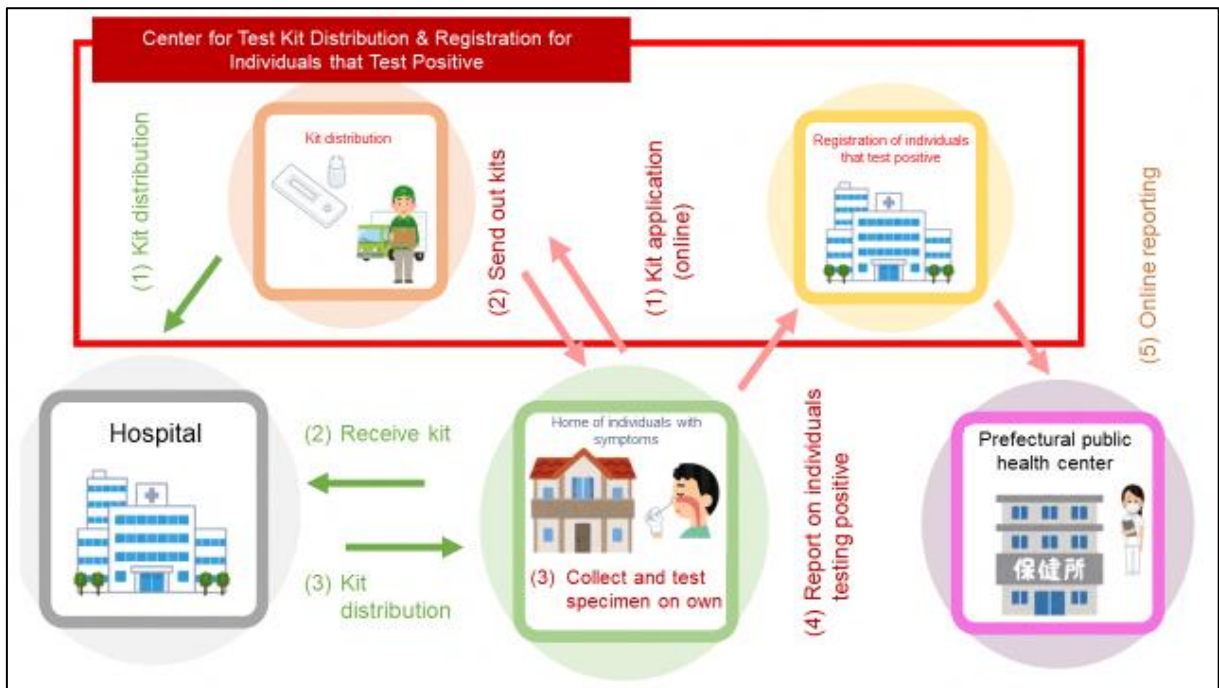 Center for Test Kit Distribution & Registration for
Individuals that Test Positive
(1) Kit distribution
Kit distribution
(2) Send out kits
(1) Kit application
(online)
Registration of individuals
that test positive
(5) Online reporting
Hospital
(2) Receive kit
(3) Kit
distribution
Home of individuals with
symptoms
(3) Collect and test
specimen on own
(4) Report on individuals
testing positive
Prefectural public
health center
保健所